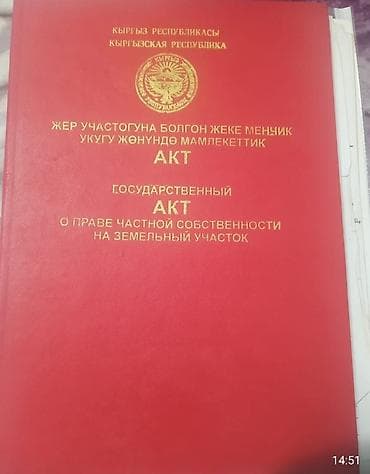 КЫРГЫЗ РЕСПУБЛИКАСЫ
КЫРГЫЗСКАЯ РЕСПУБЛИКА
КЫРГЫЗ
ЖЕР УЧАСТОГУНА БОЛГОН ЖЕКЕ МЕНЧИК
УКУГУ ЖӨНҮНДӨ МАМЛЕКЕТТИК
АКТ
ГОСУДАРСТВЕННЫЙ
АКТ
О ПРАВЕ ЧАСТНОЙ СОБСТВЕННОСТИ
НА ЗЕМЕЛЬНЫЙ УЧАСТОК
14:51